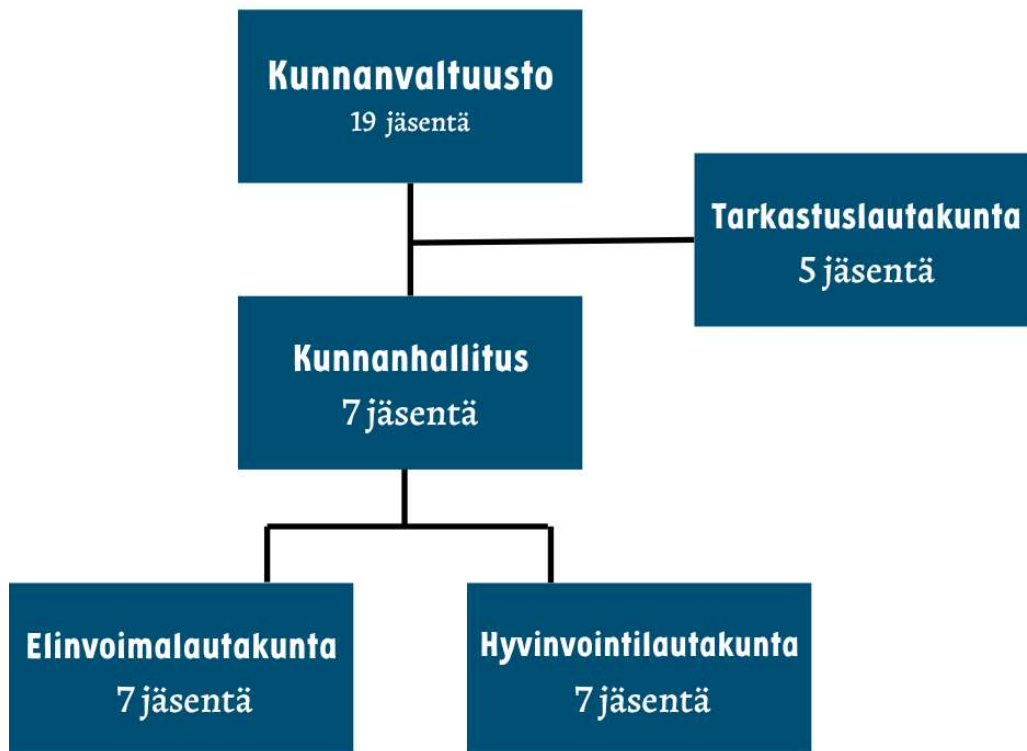 Kunnanvaltuusto
19 jäsentä
Tarkastuslautakunta
5 jäsentä
Kunnanhallitus
7 jäsentä
Elinvoimalautakunta
7 jäsentä
Hyvinvointilautakunta
7 jäsentä